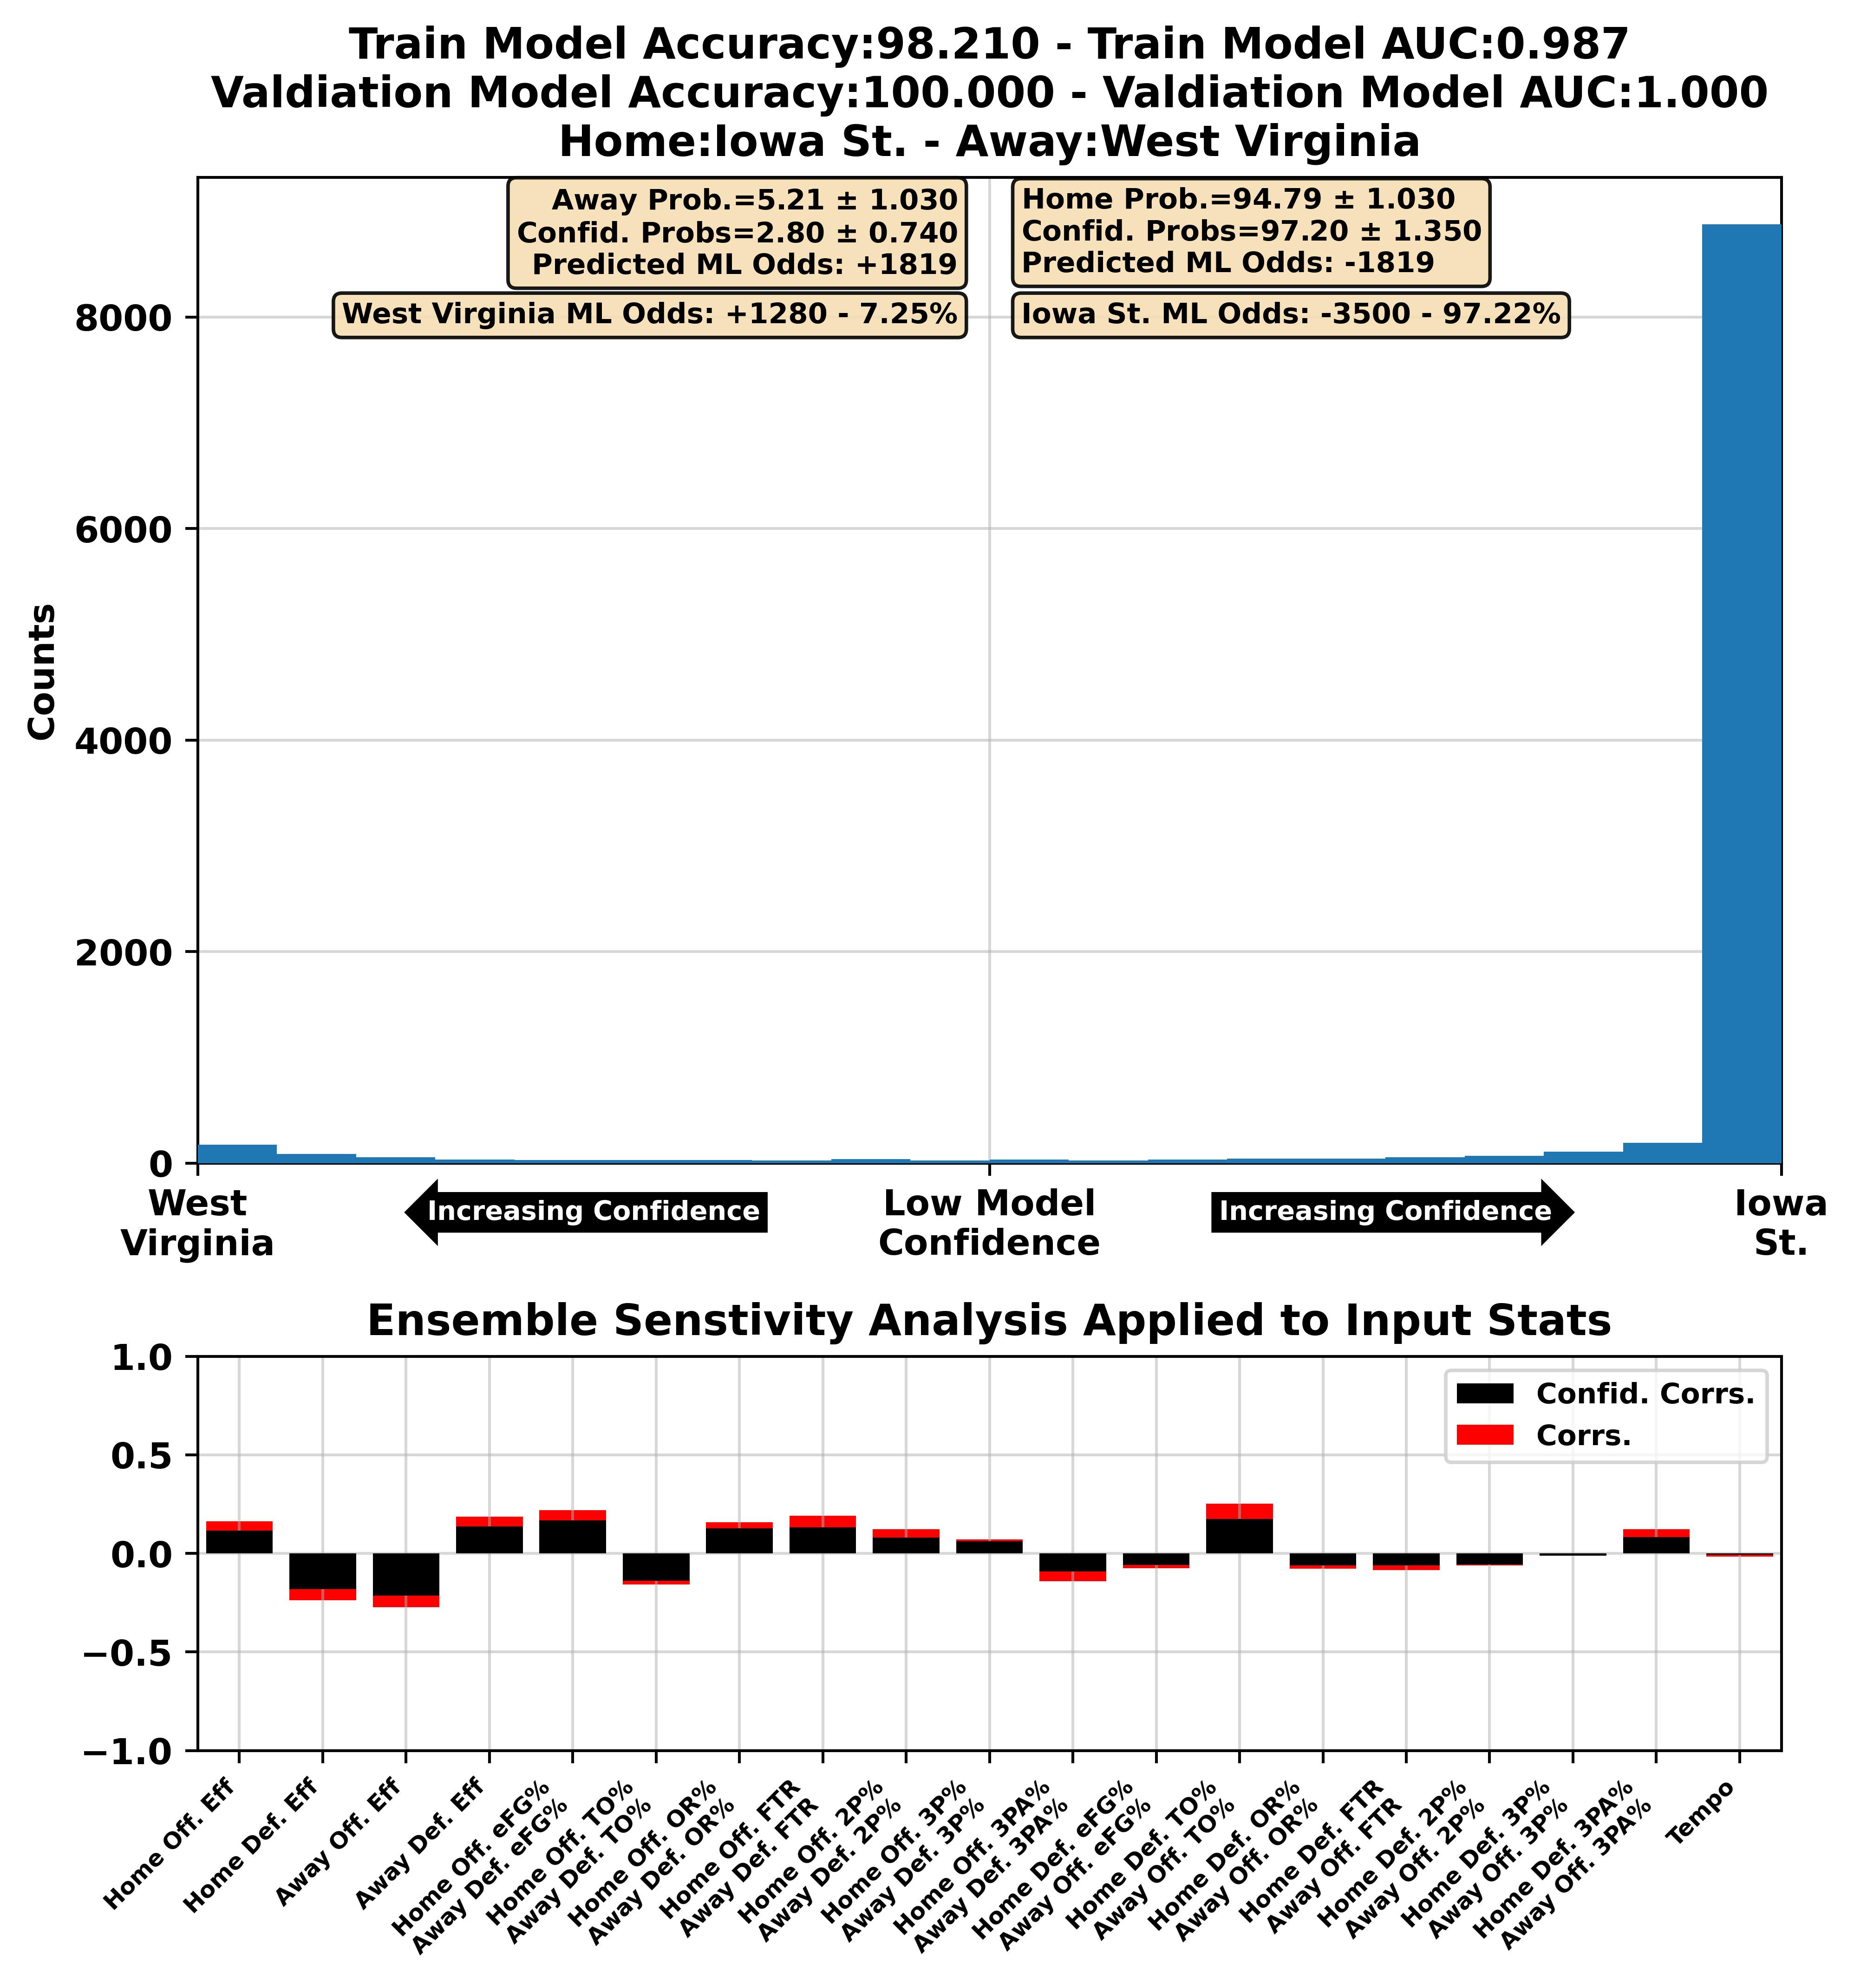 Train Model Accuracy:98.210 - Train Model AUC:0.987
Valdiation Model Accuracy:100.000 - Valdiation Model AUC:1.000
Home:Iowa St. - Away:West Virginia
Away Prob.=5.21 ± 1.030
Confid. Probs=2.80 ± 0.740
Predicted ML Odds: +1819
Home Prob.=94.79 ± 1.030
Confid. Probs=97.20 ± 1.350
Predicted ML Odds: -1819
West Virginia ML Odds: +1280 - 7.25%
Iowa St. ML Odds: -3500 - 97.22%
Counts
8000
6000
4000
2000
0
West
Virginia
Increasing Confidence
Low Model
Confidence
Increasing Confidence
Iowa
St.
Ensemble Senstivity Analysis Applied to Input Stats
1.0
0.5
0.0
−0.5
−1.0
Confid. Corrs.
Corrs.
Home Off. Eff
Home Def. Eff
Away Off. Eff
Away Def. Eff
Home Off. eFG%
Away Def. eFG%
Home Off. TO%
Away Def. TO%
Home Off. OR%
Away Def. OR%
Home Off. FTR
Away Def. FTR
Home Off. 2P%
Away Def. 2P%
Home Off. 3P%
Away Def. 3P%
Home Off. 3PA%
Away Def. 3PA%
Home Def. eFG%
Away Off. eFG%
Home Def. TO%
Away Off. TO%
Home Def. OR%
Away Off. OR%
Home Def. FTR
Away Off. FTR
Home Def. 2P%
Away Off. 2P%
Home Def. 3P%
Away Off. 3P%
Home Def. 3PA%
Away Off. 3PA%
Tempo